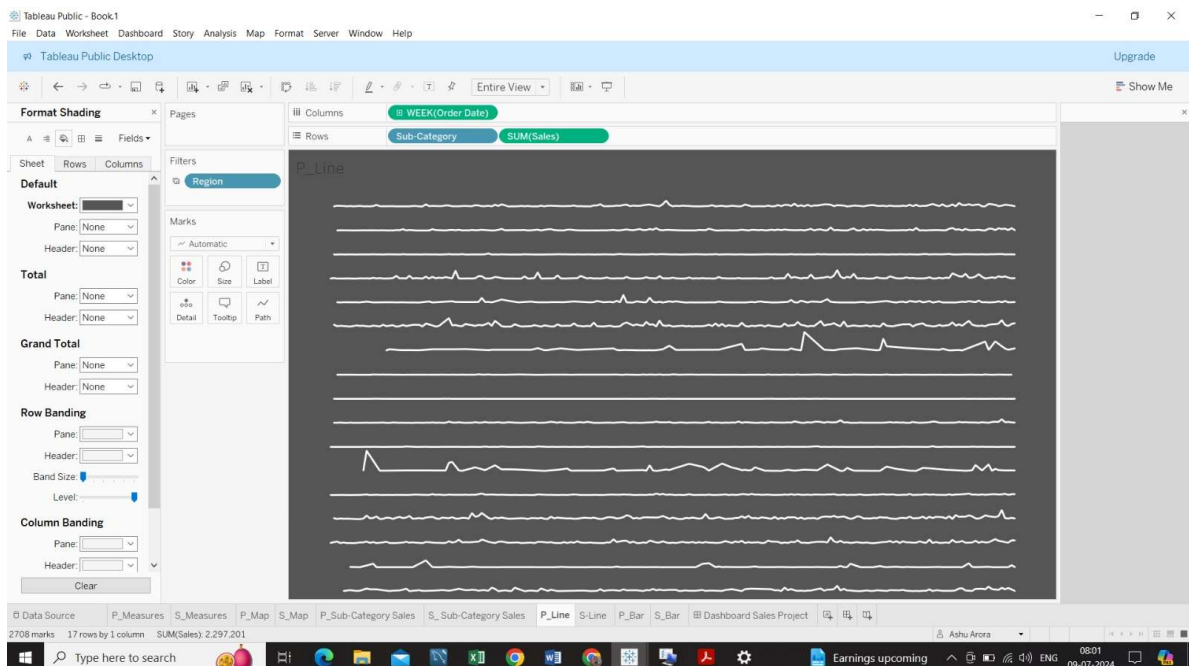 Tableau Public - Book1
File Data Worksheet Dashboard Story Analysis Map Format Server Window Help
Tableau Public Desktop
Upgrade
Entire View
Show Me
Format Shading
Fields
Sheet Rows Columns
Default
Worksheet:
Pane: None
Header: None
Total
Pane: None
Header: None
Grand Total
Pane: None
Header: None
Row Banding
Pane:
Header:
Band Size:
Level:
Column Banding
Pane:
Header:
Clear
Pages
Filters
Region
Marks
Automatic
Color Size Label
Detail Tooltip Path
Columns WEEK(Order Date)
Rows Sub-Category SUM(Sales)
P_Line
Data Source P_Measures S_Measures P_Map S_Map P_Sub-Category Sales S_ Sub-Category Sales P_Line S-Line P_Bar S_Bar Dashboard Sales Project
2708 marks 17 rows by 1 column SUM(Sales): 2,297,201
Ashu Arora
Type here to search
Earnings upcoming
ENG
08:01
09-07-2024